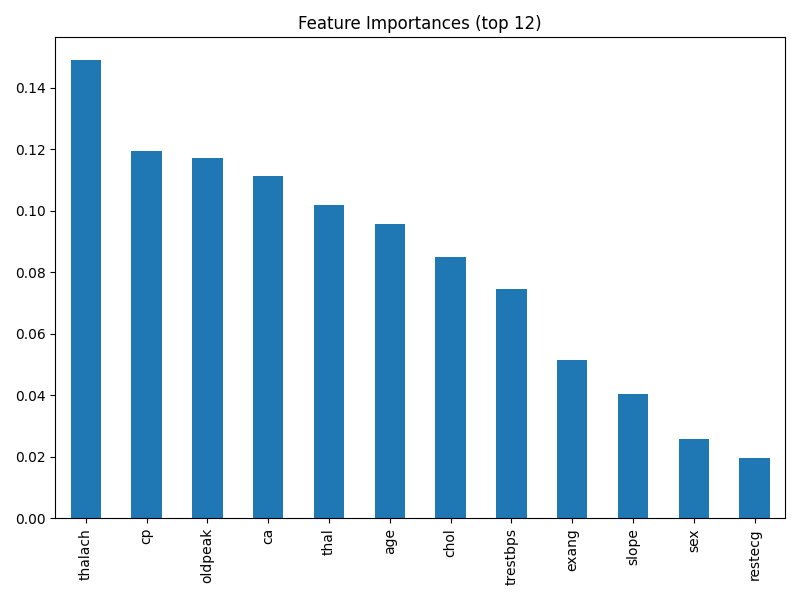 Feature Importances (top 12)
0.14
0.12
0.10
0.08
0.06
0.04
0.02
0.00
thalach
cp
oldpeak
ca
thal
age
chol
trestbps
exang
slope
sex
restecg